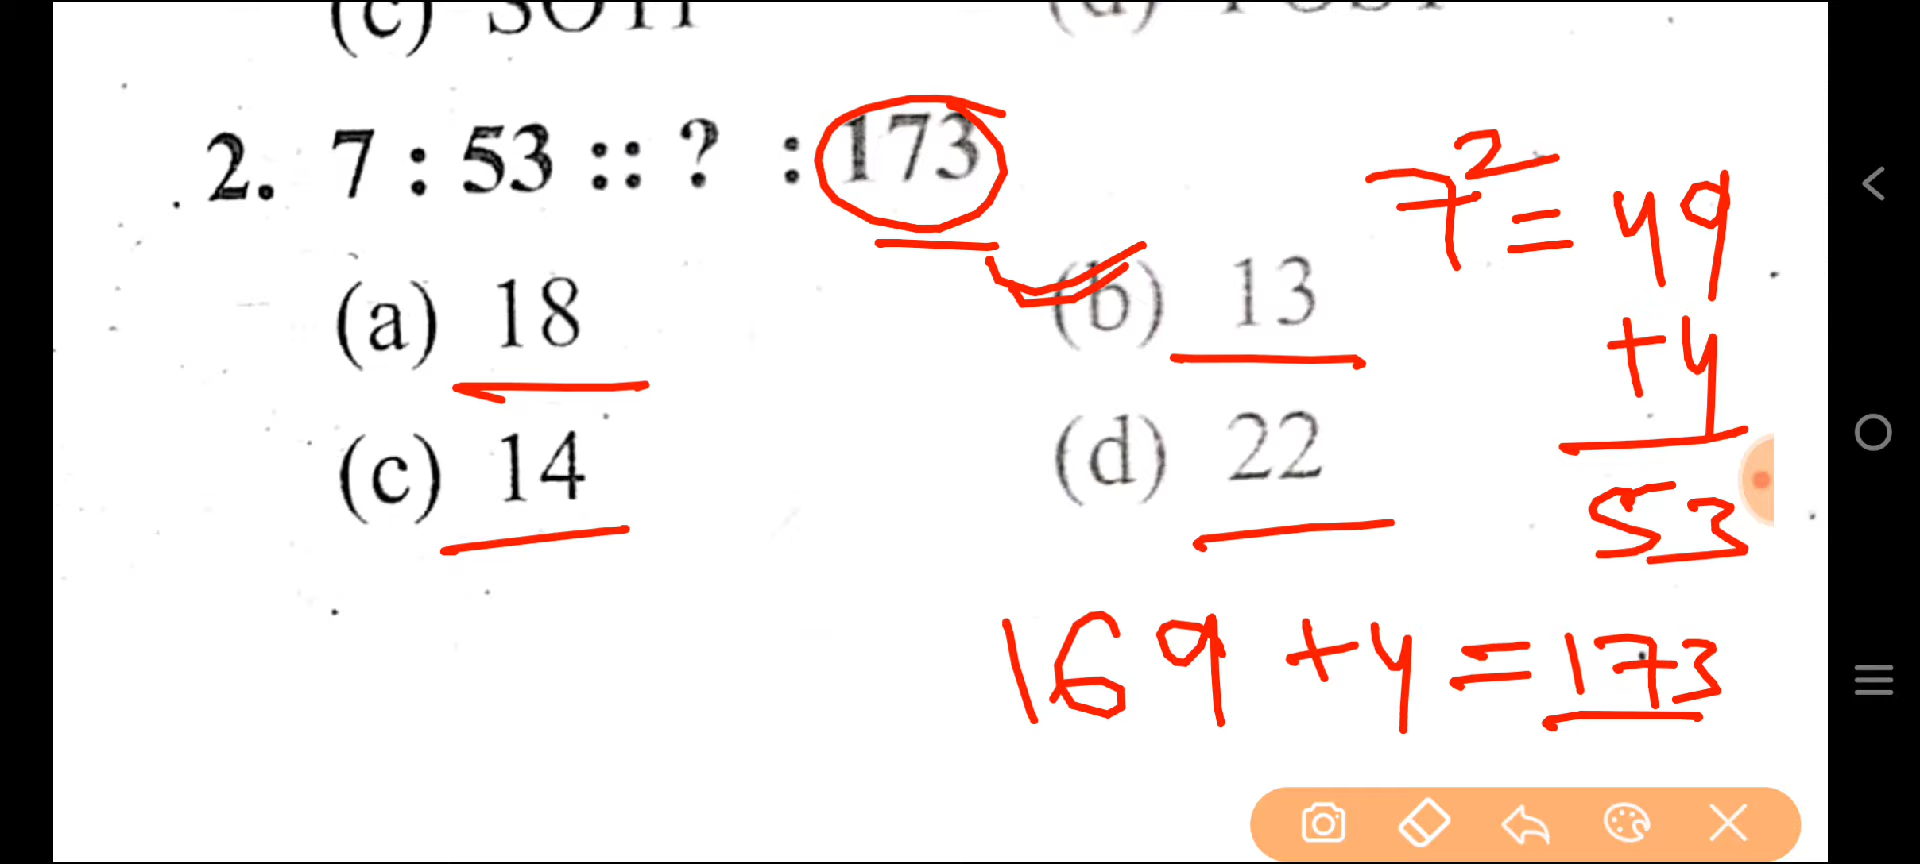 2. 7 : 53 :: ? : 173
(a) 18 (b) 13
(c) 14 (d) 22
7² = 49
+4
53
169 + 4 = 173